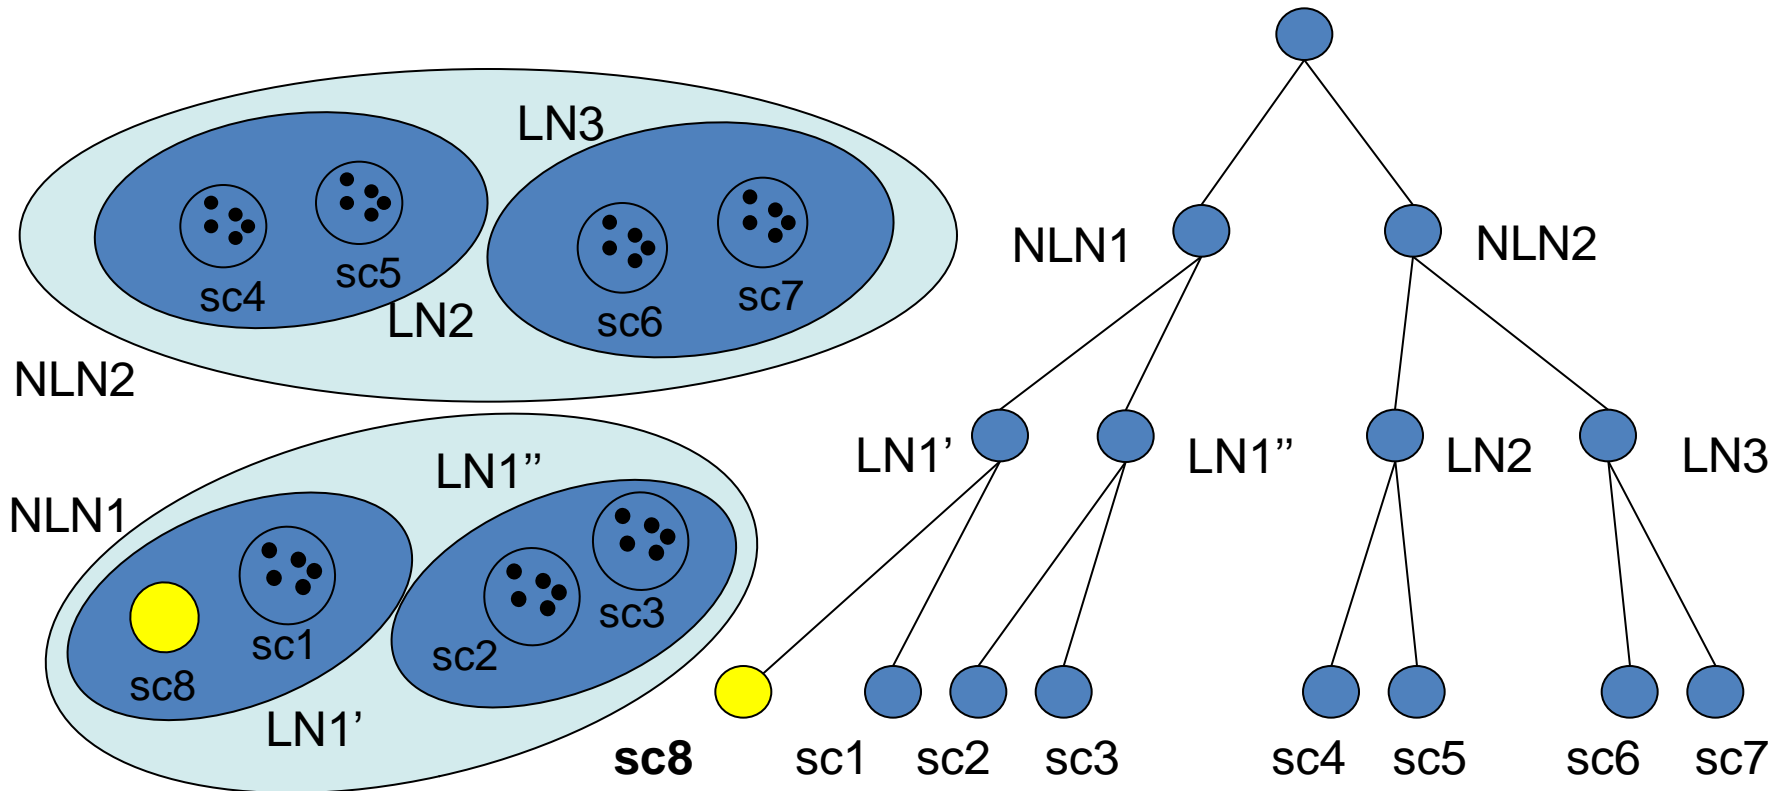 LN3
sc4
sc5
LN2
sc6
sc7
NLN2
LN1”
NLN1
sc8
sc1
sc2
sc3
LN1’
NLN1
NLN2
LN1’
LN1”
LN2
LN3
sc8
sc1
sc2
sc3
sc4
sc5
sc6
sc7